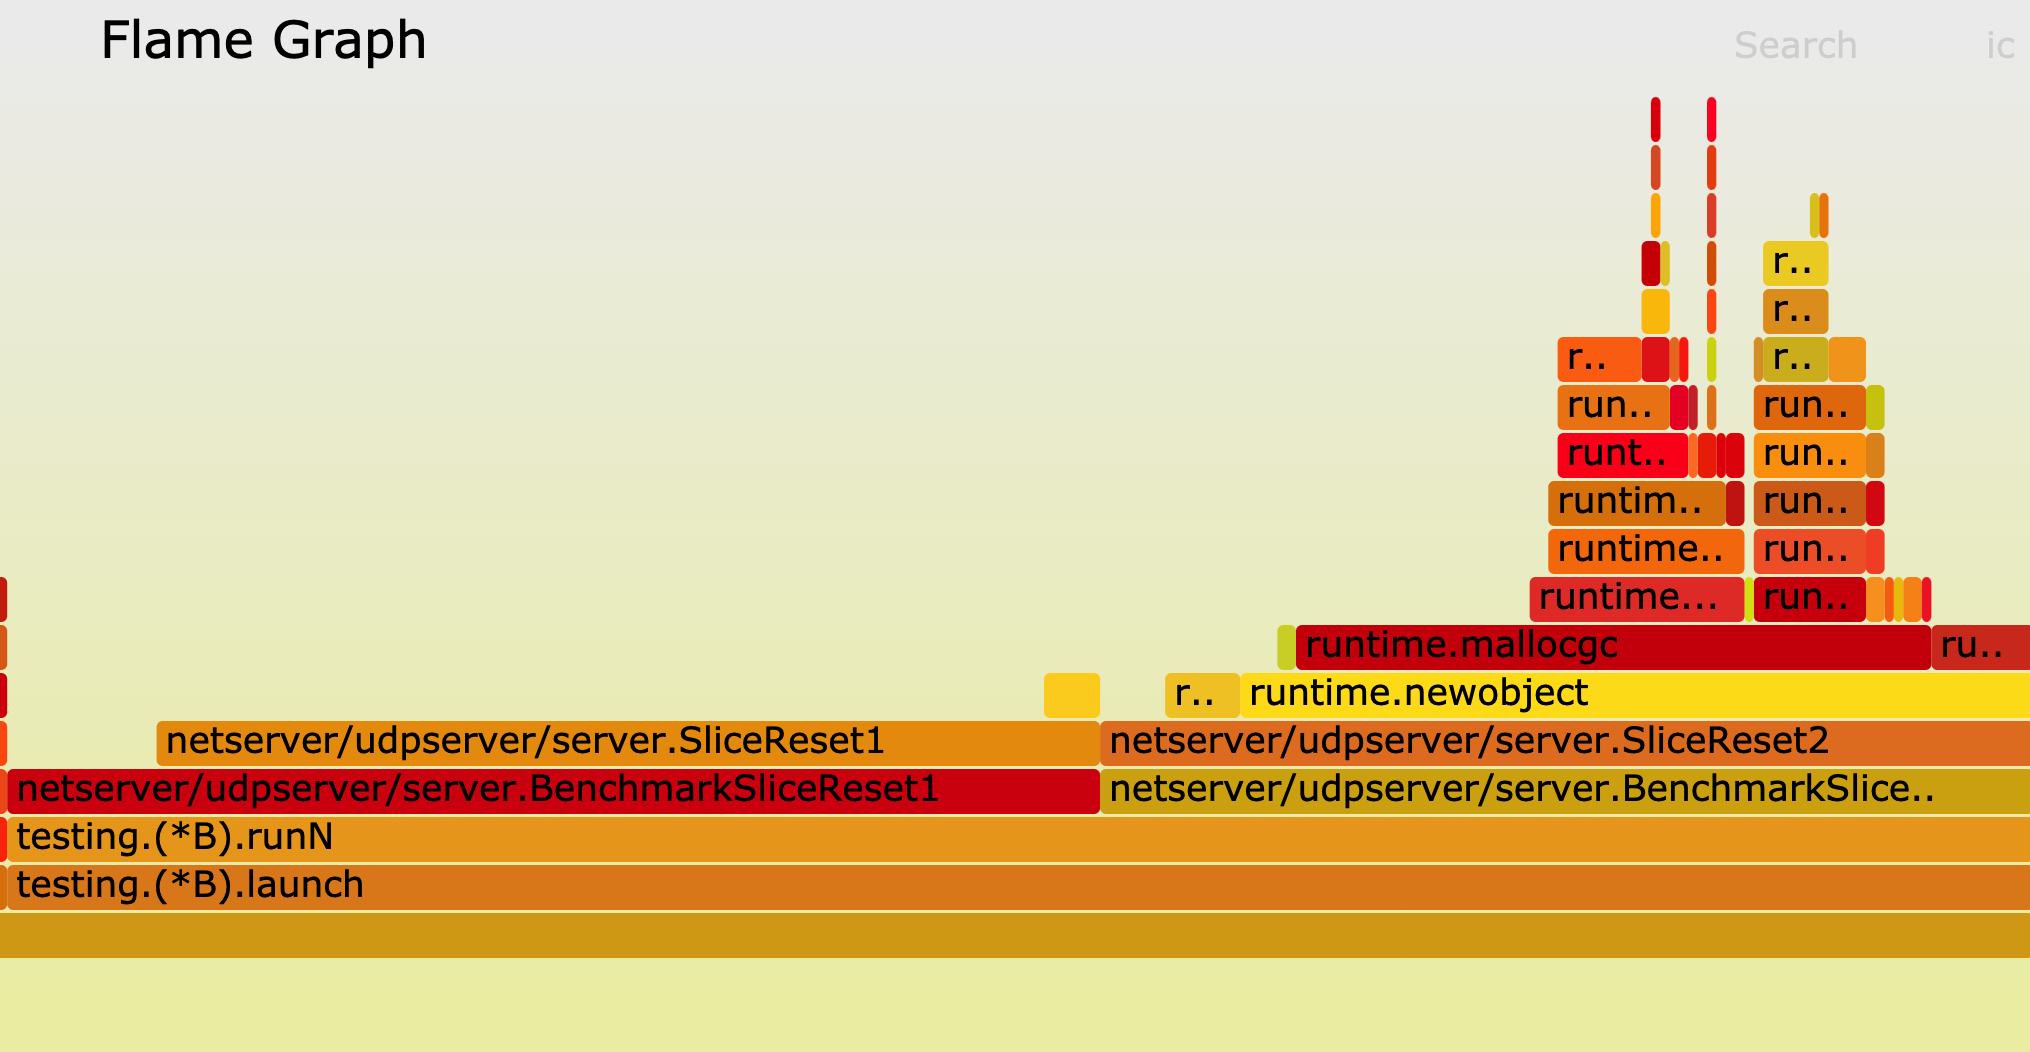 Flame Graph
Search ic
r..
r..
r.. r..
run.. run..
runt.. run..
runtim.. run..
runtime.. run..
runtime... run..
runtime.mallocgc ru..
r.. runtime.newobject
netserver/udpserver/server.SliceReset1 netserver/udpserver/server.SliceReset2
netserver/udpserver/server.BenchmarkSliceReset1 netserver/udpserver/server.BenchmarkSlice..
testing.(*B).runN
testing.(*B).launch